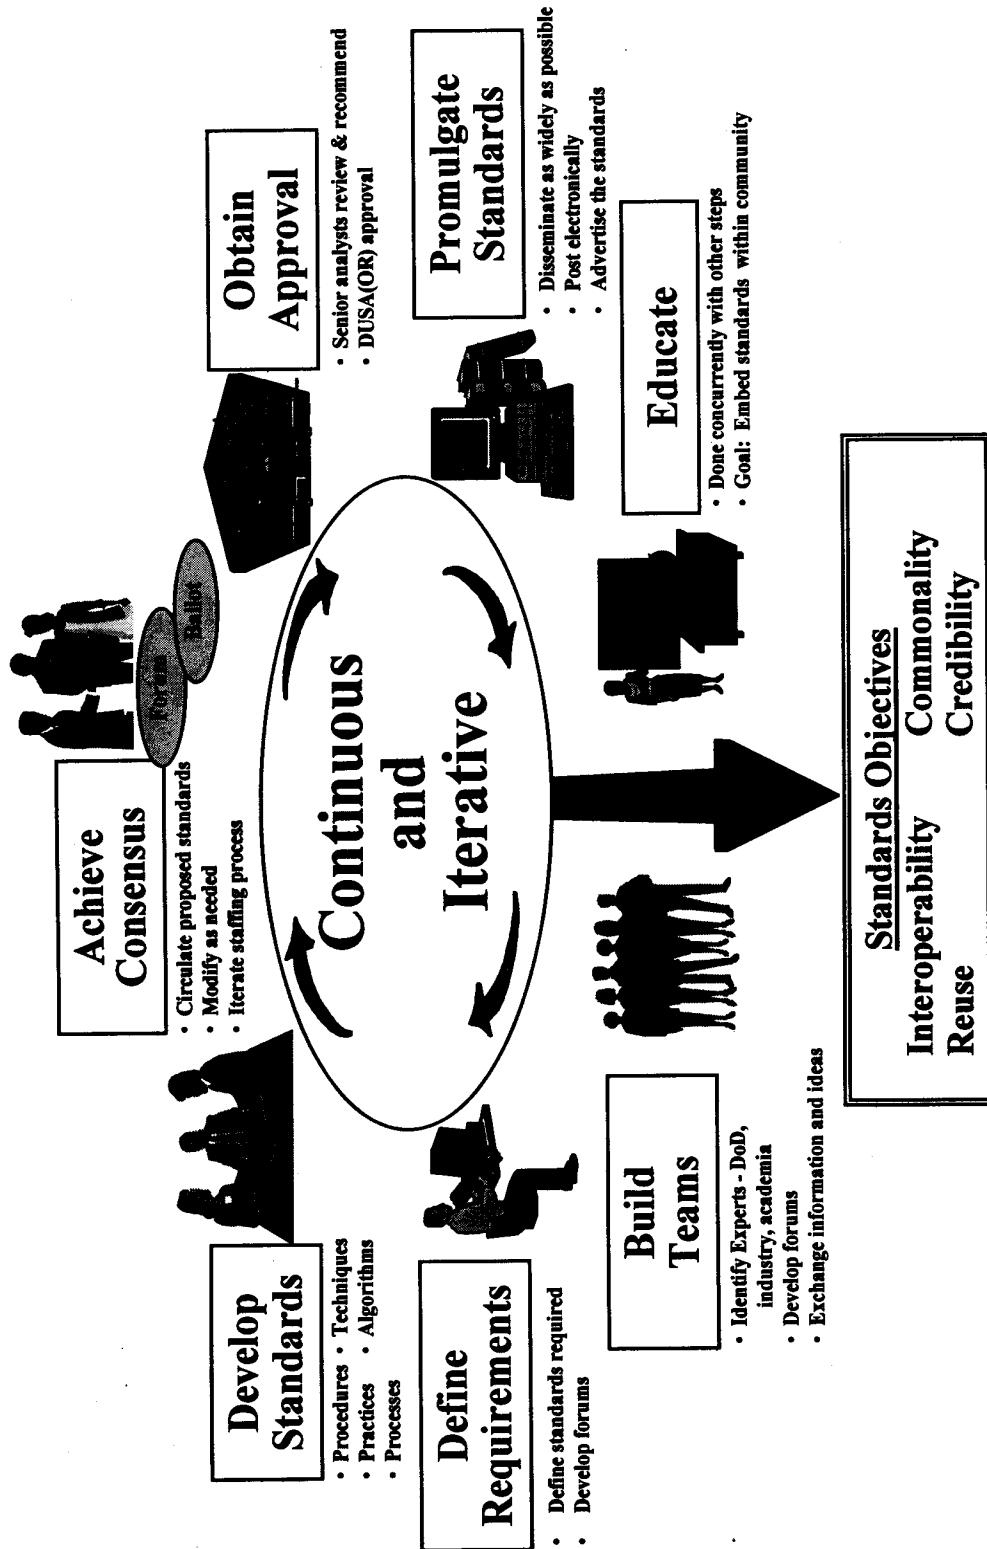 Achieve
Consensus
• Circulate proposed standards
• Modify as needed
• Iterate staffing process
Forum
Ballot
Develop
Standards
• Procedures • Techniques
• Practices • Algorithms
• Processes
Obtain
Approval
• Senior analysts review & recommend
• DUSA(OR) approval
Continuous
and
Iterative
Define
Requirements
• Define standards required
• Develop forums
Promulgate
Standards
• Disseminate as widely as possible
• Post electronically
• Advertise the standards
Build
Teams
• Identify Experts - DoD,
industry, academia
• Develop forums
• Exchange information and ideas
Educate
• Done concurrently with other steps
• Goal: Embed standards within community
Standards Objectives
Interoperability Commonality
Reuse Credibility